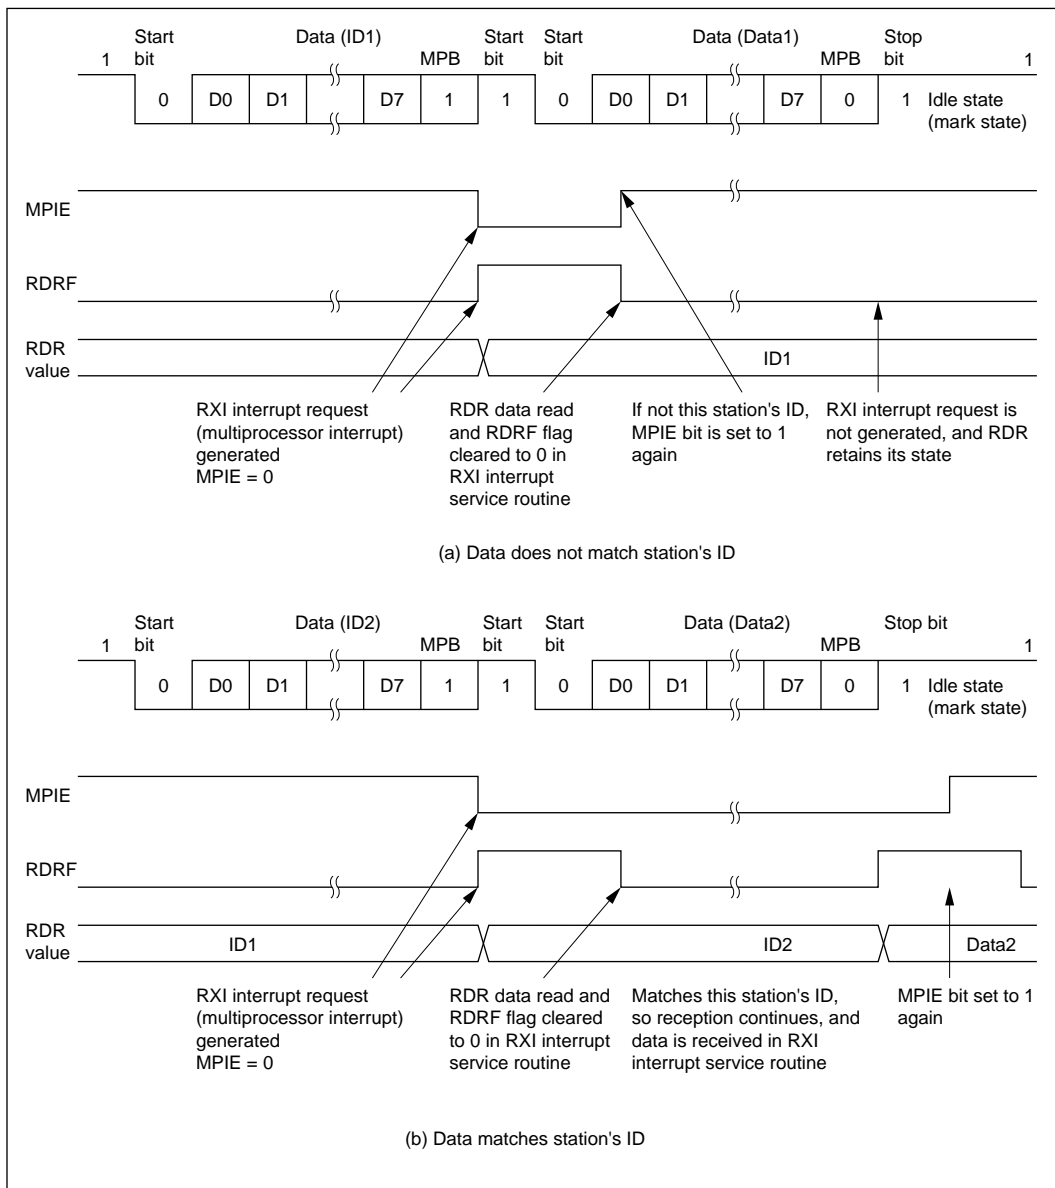 Start bit Data (ID1) MPB Start bit Start bit Data (Data1) MPB Stop bit
1 1
0 D0 D1 D7 1 1 0 D0 D1 D7 0 1 Idle state (mark state)
MPIE
RDRF
RDR value
ID1
RXI interrupt request
(multiprocessor interrupt)
generated
MPIE = 0
RDR data read
and RDRF flag
cleared to 0 in
RXI interrupt
service routine
If not this station's ID,
MPIE bit is set to 1
again
RXI interrupt request is
not generated, and RDR
retains its state
(a) Data does not match station's ID
Start bit Data (ID2) MPB Start bit Start bit Data (Data2) MPB Stop bit
1 1
0 D0 D1 D7 1 1 0 D0 D1 D7 0 1 Idle state (mark state)
MPIE
RDRF
RDR value
ID1 ID2 Data2
RXI interrupt request
(multiprocessor interrupt)
generated
MPIE = 0
RDR data read and
RDRF flag cleared
to 0 in RXI interrupt
service routine
Matches this station's ID,
so reception continues, and
data is received in RXI
interrupt service routine
MPIE bit set to 1
again
(b) Data matches station's ID